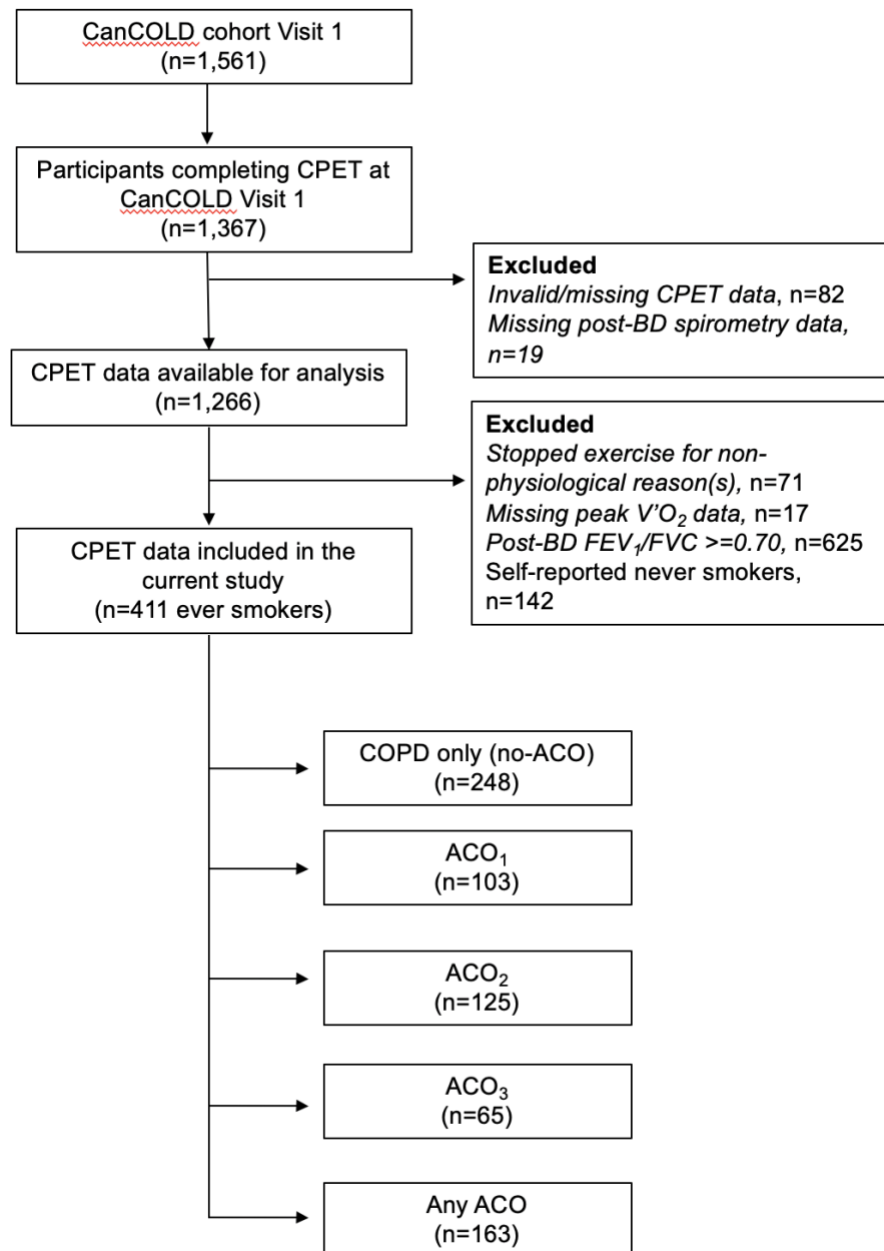 CanCOLD cohort Visit 1
(n=1,561)
Participants completing CPET at
CanCOLD Visit 1
(n=1,367)
Excluded
Invalid/missing CPET data, n=82
Missing post-BD spirometry data,
n=19
CPET data available for analysis
(n=1,266)
Excluded
Stopped exercise for non-
physiological reason(s), n=71
Missing peak V'O₂ data, n=17
Post-BD FEV₁/FVC >=0.70, n=625
Self-reported never smokers,
n=142
CPET data included in the
current study
(n=411 ever smokers)
COPD only (no-ACO)
(n=248)
ACO₁
(n=103)
ACO₂
(n=125)
ACO₃
(n=65)
Any ACO
(n=163)